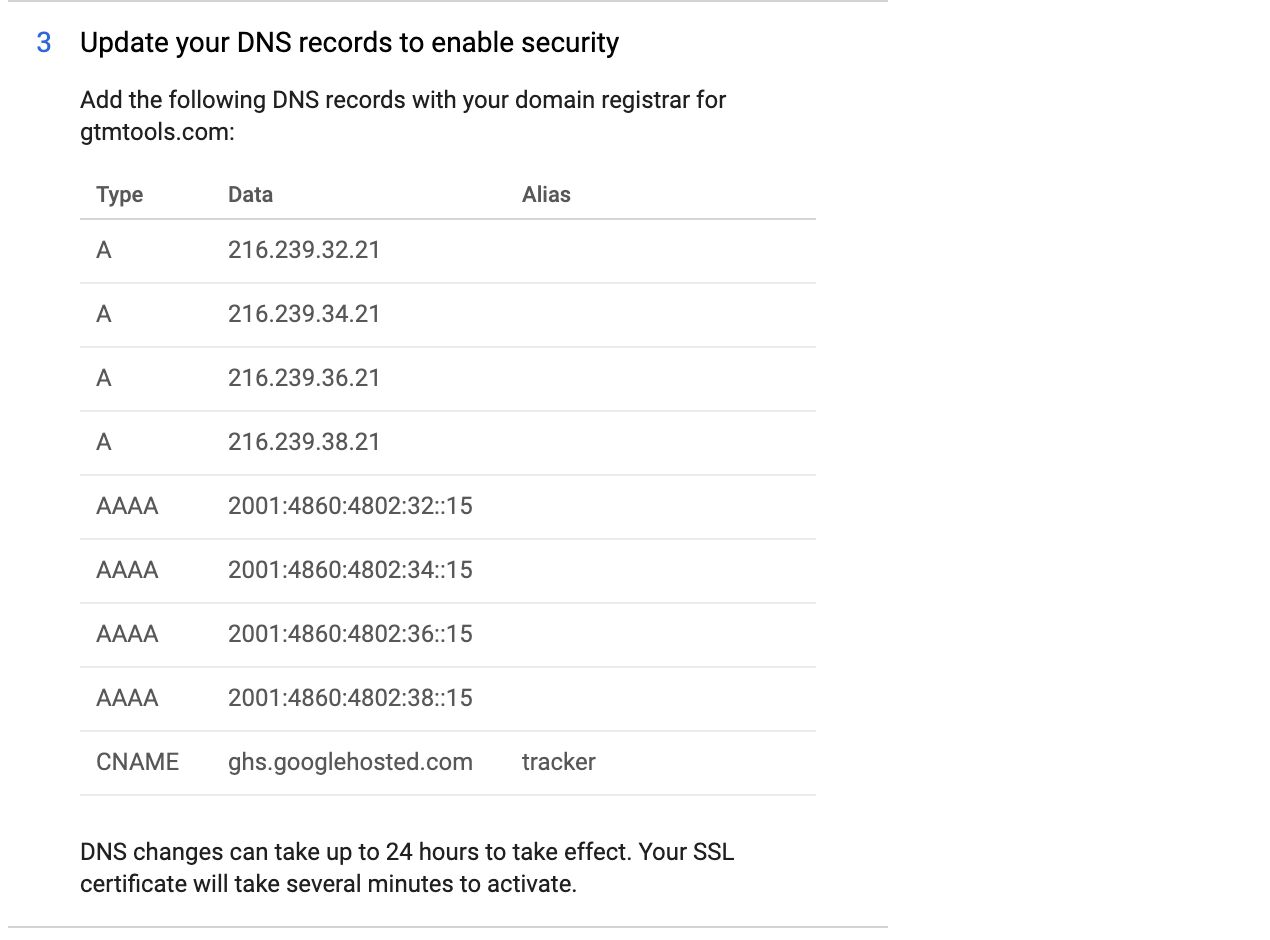 3 Update your DNS records to enable security
Add the following DNS records with your domain registrar for
gtmtools.com:
Type Data Alias
A 216.239.32.21
A 216.239.34.21
A 216.239.36.21
A 216.239.38.21
AAAA 2001:4860:4802:32::15
AAAA 2001:4860:4802:34::15
AAAA 2001:4860:4802:36::15
AAAA 2001:4860:4802:38::15
CNAME ghs.googlehosted.com tracker
DNS changes can take up to 24 hours to take effect. Your SSL
certificate will take several minutes to activate.